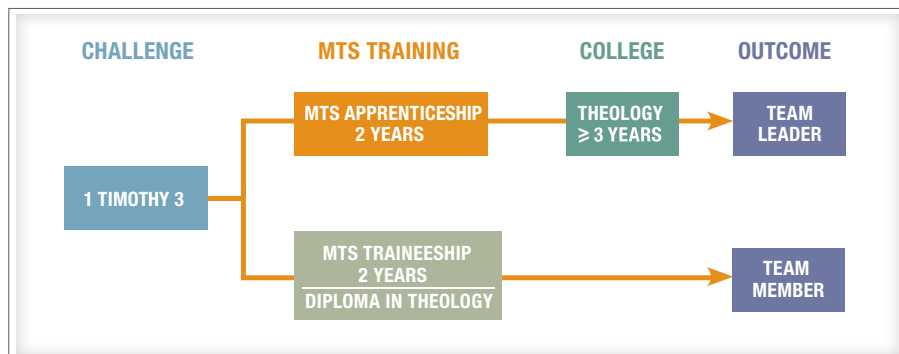 CHALLENGE
MTS TRAINING
COLLEGE
OUTCOME
MTS APPRENTICESHIP
2 YEARS
THEOLOGY
⩾ 3 YEARS
TEAM
LEADER
1 TIMOTHY 3
MTS TRAINEESHIP
2 YEARS
DIPLOMA IN THEOLOGY
TEAM
MEMBER